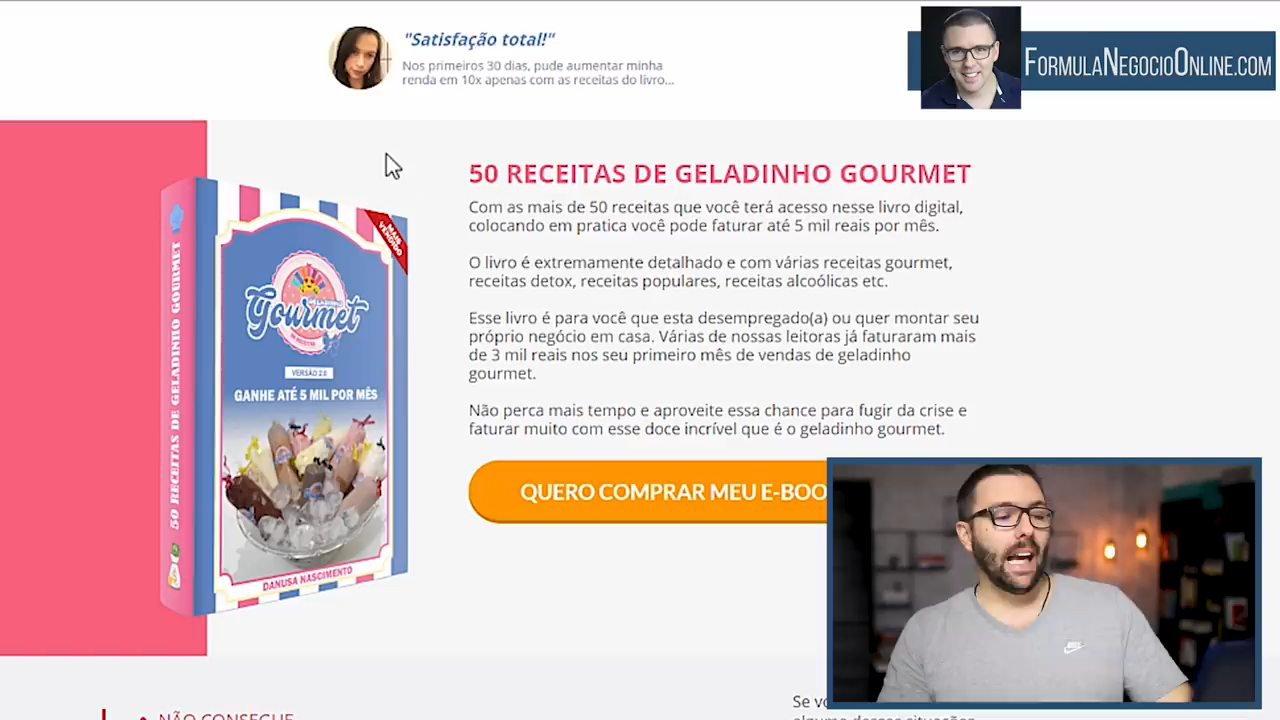 "Satisfação total!"
Nos primeiros 30 dias, pude aumentar minha
renda em 10x apenas com as receitas do livro...
FORMULANEGOCIOONLINE.COM
50 RECEITAS DE GELADINHO GOURMET
Com as mais de 50 receitas que você terá acesso nesse livro digital,
colocando em pratica você pode faturar até 5 mil reais por mês.
O livro é extremamente detalhado e com várias receitas gourmet,
receitas detox, receitas populares, receitas alcoólicas etc.
Esse livro é para você que esta desempregado(a) ou quer montar seu
próprio negócio em casa. Várias de nossas leitoras já faturaram mais
de 3 mil reais nos seu primeiro mês de vendas de geladinho
gourmet.
Não perca mais tempo e aproveite essa chance para fugir da crise e
faturar muito com esse doce incrível que é o geladinho gourmet.
QUERO COMPRAR MEU E-BOO
50 RECEITAS DE GELADINHO GOURMET
MAIS
VENDIDO
Gourmet
VERSÃO 2.0
GANHE ATÉ 5 MIL POR MÊS
DANUSA NASCIMENTO
NÃO CONSEGUE
Se v